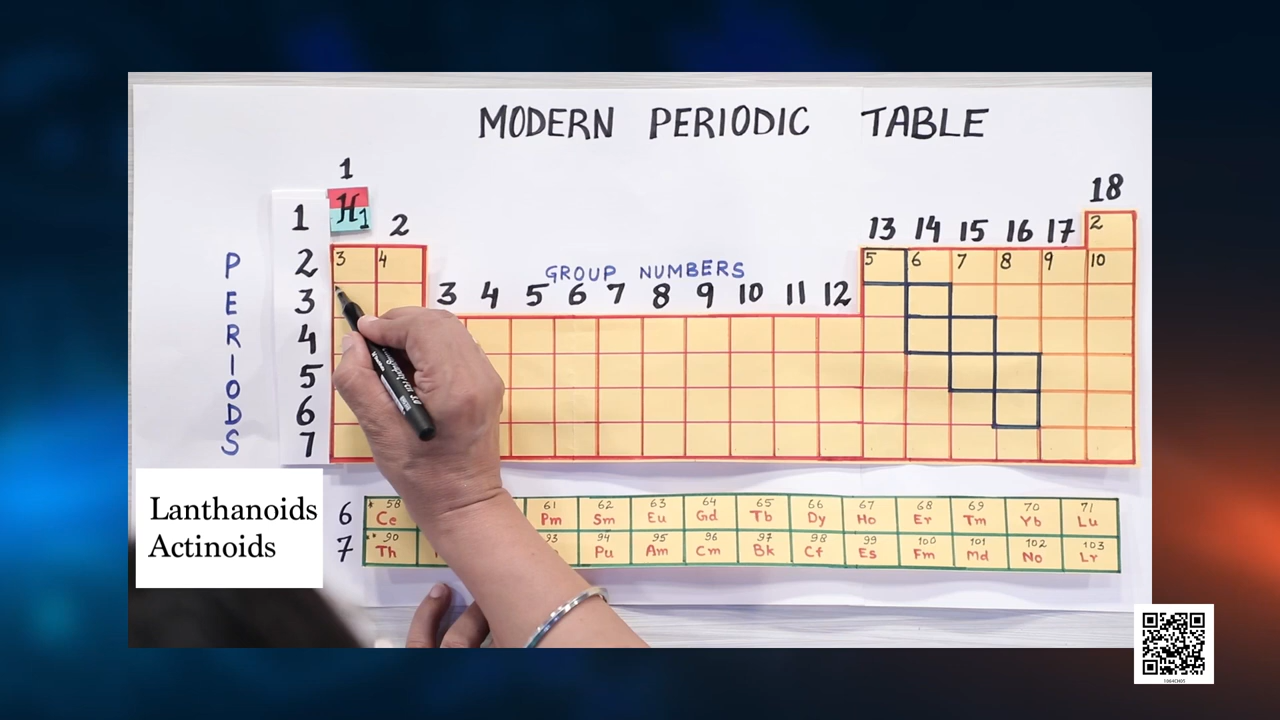 MODERN PERIODIC TABLE
1
18
1 H 1
2
13 14 15 16 17
2
PERIODS
2 3 4
GROUP NUMBERS
5 6 7 8 9 10
3
3 4 5 6 7 8 9 10 11 12
4
5
6
7
Lanthanoids
Actinoids
6
* 58 61 62 63 64 65 66 67 68 69 70 71
Ce Pm Sm Eu Gd Tb Dy Ho Er Tm Yb Lu
7
** 90 93 94 95 96 97 98 99 100 101 102 103
Th Pu Am Cm Bk Cf Es Fm Md No Lr